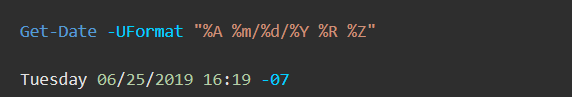 Get-Date -UFormat "%A %m/%d/%Y %R %Z"
Tuesday 06/25/2019 16:19 -07